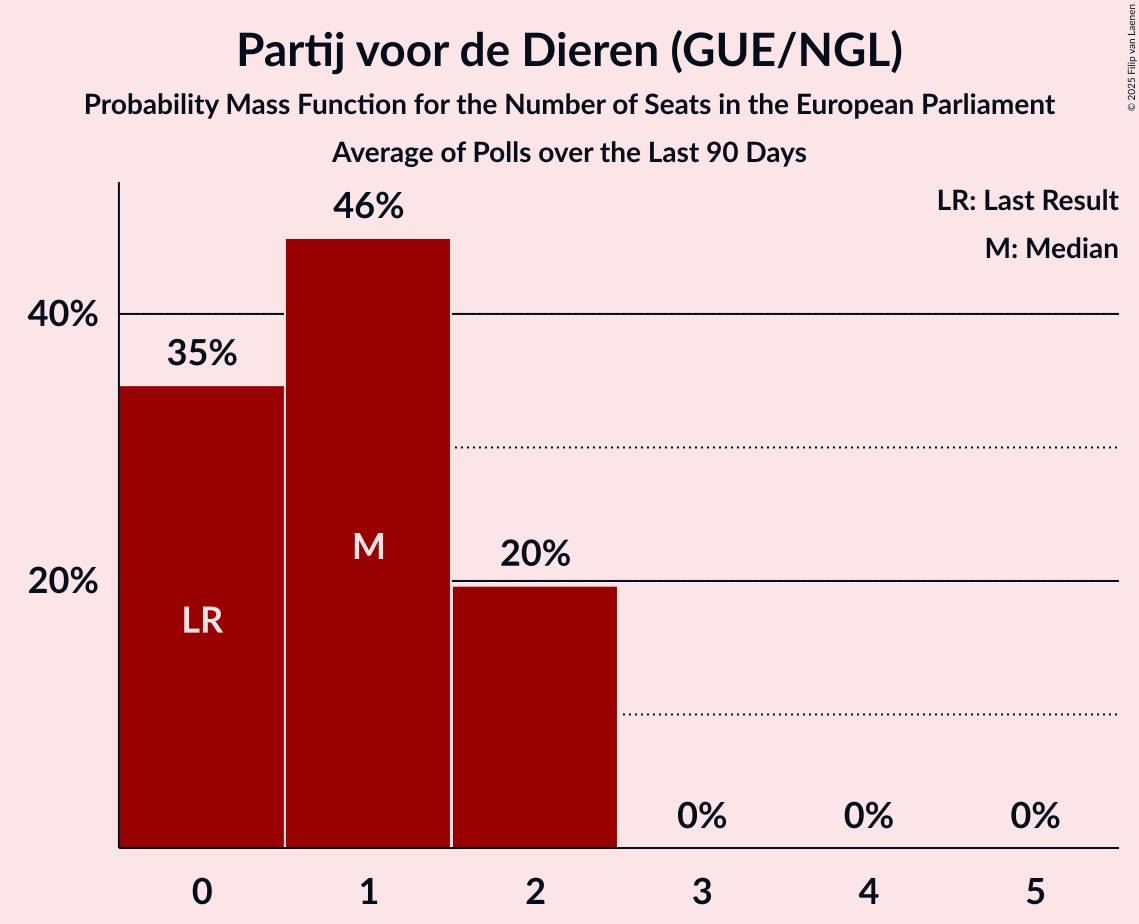 Partij voor de Dieren (GUE/NGL)
Probability Mass Function for the Number of Seats in the European Parliament
Average of Polls over the Last 90 Days
© 2025 Filip van Laenen
LR: Last Result
M: Median
46%
40%
35%
M
20%
20%
LR
0% 0% 0%
0 1 2 3 4 5